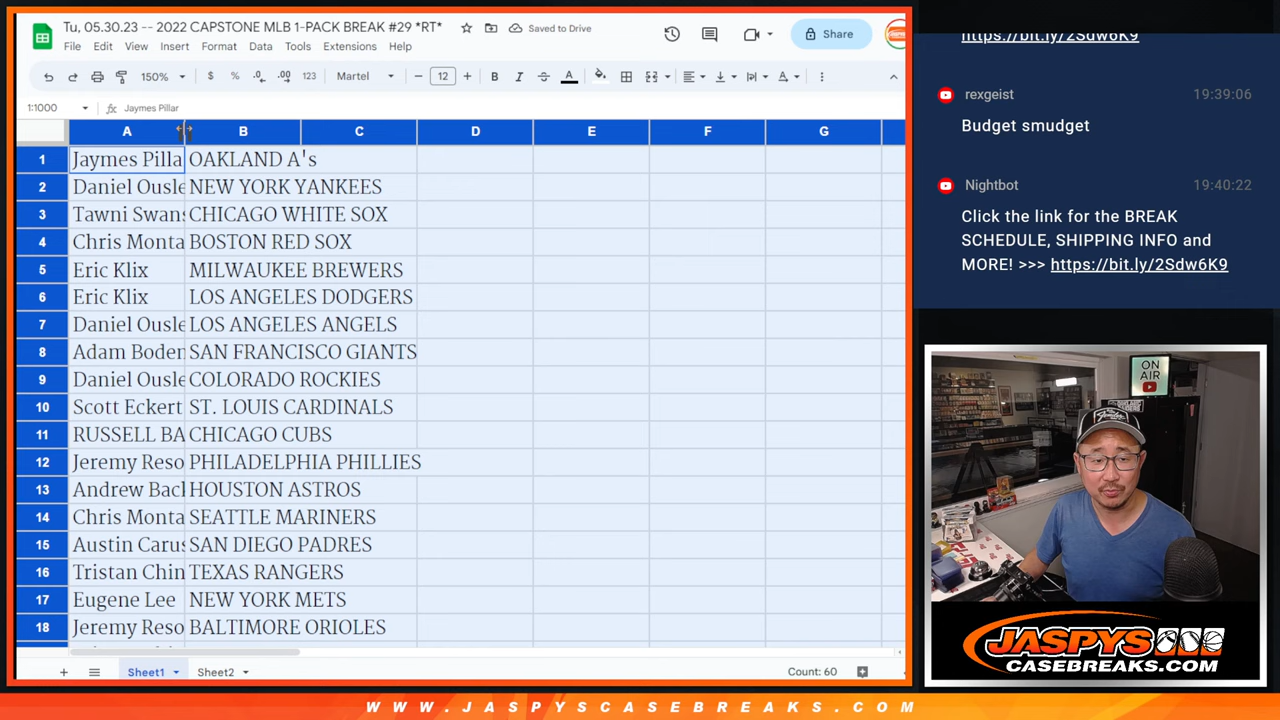 Tu, 05.30.23 -- 2022 CAPSTONE MLB 1-PACK BREAK #29 *RT*
Saved to Drive
Share
File Edit View Insert Format Data Tools Extensions Help
150% $ % .0 .00 123 Martel 12 B I A
1:1000 fx Jaymes Pillar
A B C D E F G
1 Jaymes Pilla OAKLAND A's
2 Daniel Ousle NEW YORK YANKEES
3 Tawni Swans CHICAGO WHITE SOX
4 Chris Monta BOSTON RED SOX
5 Eric Klix MILWAUKEE BREWERS
6 Eric Klix LOS ANGELES DODGERS
7 Daniel Ousle LOS ANGELES ANGELS
8 Adam Boden SAN FRANCISCO GIANTS
9 Daniel Ousle COLORADO ROCKIES
10 Scott Eckert ST. LOUIS CARDINALS
11 RUSSELL BA CHICAGO CUBS
12 Jeremy Reso PHILADELPHIA PHILLIES
13 Andrew Bach HOUSTON ASTROS
14 Chris Monta SEATTLE MARINERS
15 Austin Carus SAN DIEGO PADRES
16 Tristan Chin TEXAS RANGERS
17 Eugene Lee NEW YORK METS
18 Jeremy Reso BALTIMORE ORIOLES
Sheet1 Sheet2 Count: 60
https://bit.ly/2Sdw6K9
rexgeist 19:39:06
Budget smudget
Nightbot 19:40:22
Click the link for the BREAK
SCHEDULE, SHIPPING INFO and
MORE! >>> https://bit.ly/2Sdw6K9
ON
AIR
JASPYS
CASEBREAKS.COM
WWW.JASPYSCASEBREAKS.COM